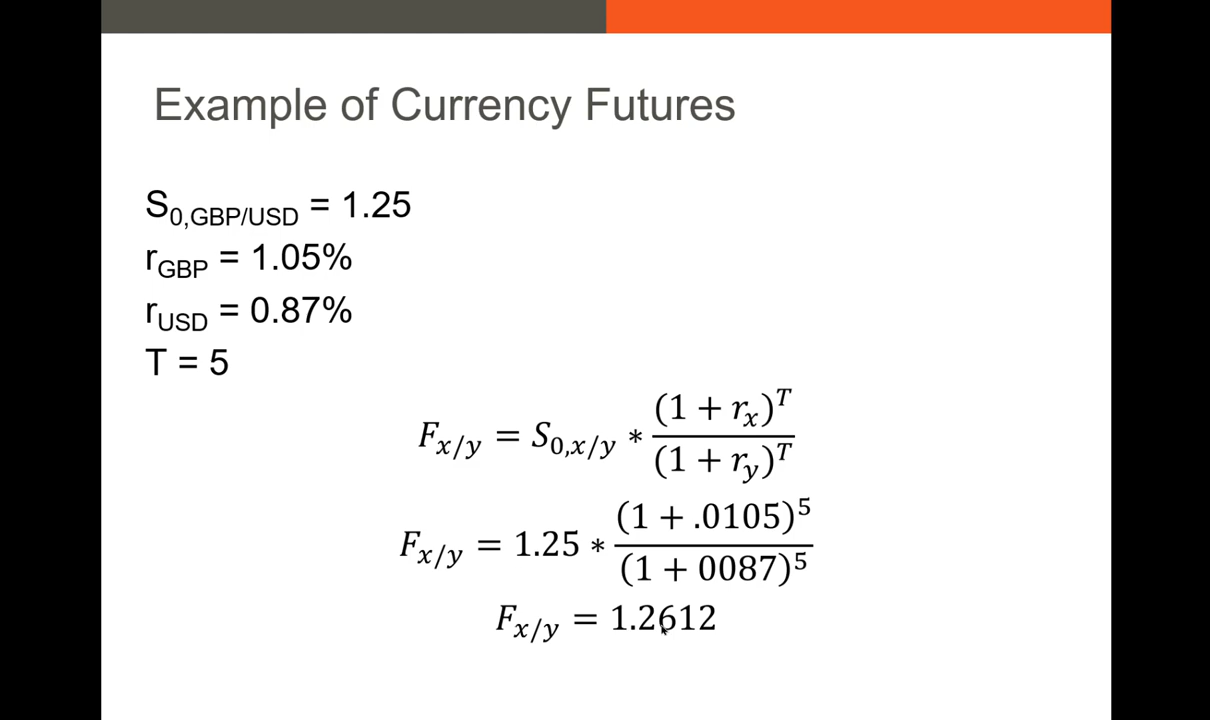 Example of Currency Futures
S0,GBP/USD = 1.25
rGBP = 1.05%
rUSD = 0.87%
T = 5
Fx/y = S0,x/y * (1 + rx)^T / (1 + ry)^T
Fx/y = 1.25 * (1 + .0105)^5 / (1 + 0087)^5
Fx/y = 1.2612